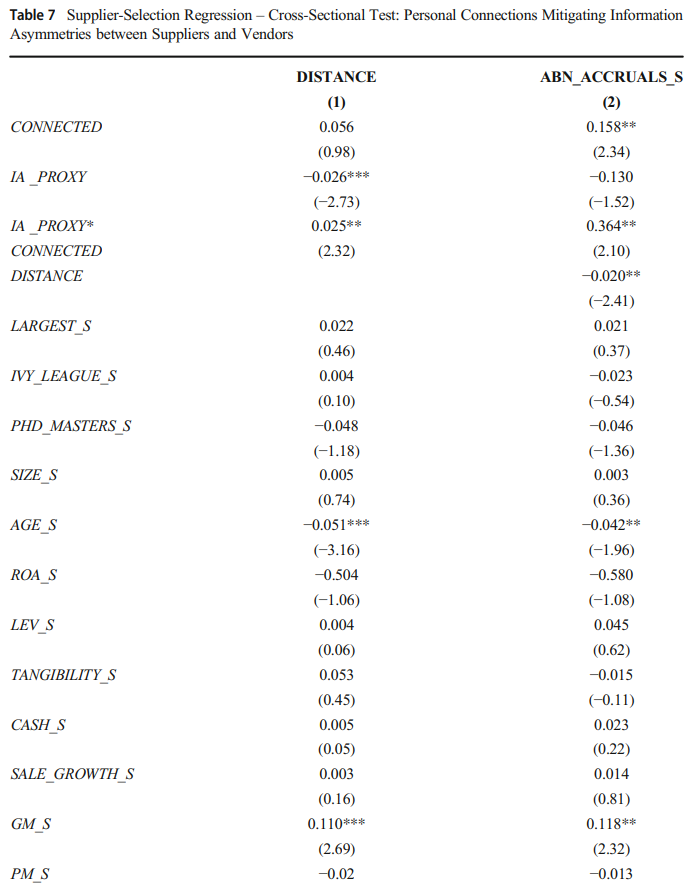 Table 7 Supplier-Selection Regression – Cross-Sectional Test: Personal Connections Mitigating Information
Asymmetries between Suppliers and Vendors
DISTANCE ABN_ACCRUALS_S
(1) (2)
CONNECTED 0.056 0.158**
(0.98) (2.34)
IA _PROXY −0.026*** −0.130
(−2.73) (−1.52)
IA _PROXY* 0.025** 0.364**
CONNECTED (2.32) (2.10)
DISTANCE −0.020**
(−2.41)
LARGEST_S 0.022 0.021
(0.46) (0.37)
IVY_LEAGUE_S 0.004 −0.023
(0.10) (−0.54)
PHD_MASTERS_S −0.048 −0.046
(−1.18) (−1.36)
SIZE_S 0.005 0.003
(0.74) (0.36)
AGE_S −0.051*** −0.042**
(−3.16) (−1.96)
ROA_S −0.504 −0.580
(−1.06) (−1.08)
LEV_S 0.004 0.045
(0.06) (0.62)
TANGIBILITY_S 0.053 −0.015
(0.45) (−0.11)
CASH_S 0.005 0.023
(0.05) (0.22)
SALE_GROWTH_S 0.003 0.014
(0.16) (0.81)
GM_S 0.110*** 0.118**
(2.69) (2.32)
PM_S −0.02 −0.013